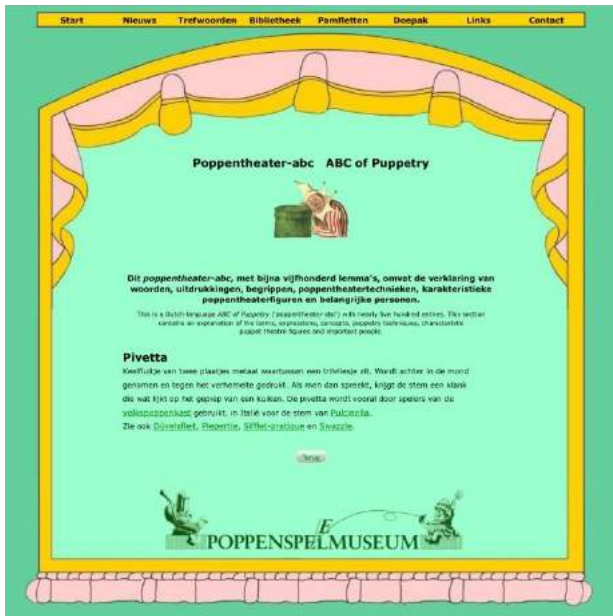 Start Nieuws Trefwoorden Bibliotheek Pamfletten Doepak Links Contact
Poppentheater-abc ABC of Puppetry
Dit poppentheater-abc, met bijna vijfhonderd lemma's, omvat de verklaring van
woorden, uitdrukkingen, begrippen, poppentheatertechnieken, karakteristieke
poppentheaterfiguren en belangrijke personen.
This is a Dutch-language ABC of Puppetry ('poppentheater-abc') with nearly five hundred entries. This section
contains an explanation of the terms, expressions, concepts, puppetry techniques, characteristic
puppet theatre figures and important people.
Pivetta
Keelfluitje van twee plaatjes metaal waartussen een trilvliesje zit. Wordt achter in de mond
genomen en tegen het verhemelte gedrukt. Als men dan spreekt, krijgt de stem een klank
die wat lijkt op het gepiep van een kuiken. De pivetta wordt vooral door spelers van de
volkspoppenkast gebruikt, in Italië voor de stem van Pulcinella.
Zie ook Düvelsfleit, Piepertie, Sifflet-pratique en Swazzle.
Terug
POPPENSPE E LMUSEUM